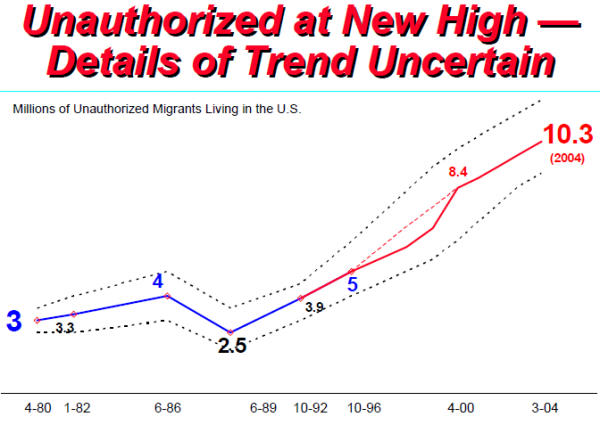 Unauthorized at New High —
Details of Trend Uncertain
Millions of Unauthorized Migrants Living in the U.S.
10.3
(2004)
8.4
4
5
3.9
3
3.3
2.5
4-80 1-82 6-86 6-89 10-92 10-96 4-00 3-04